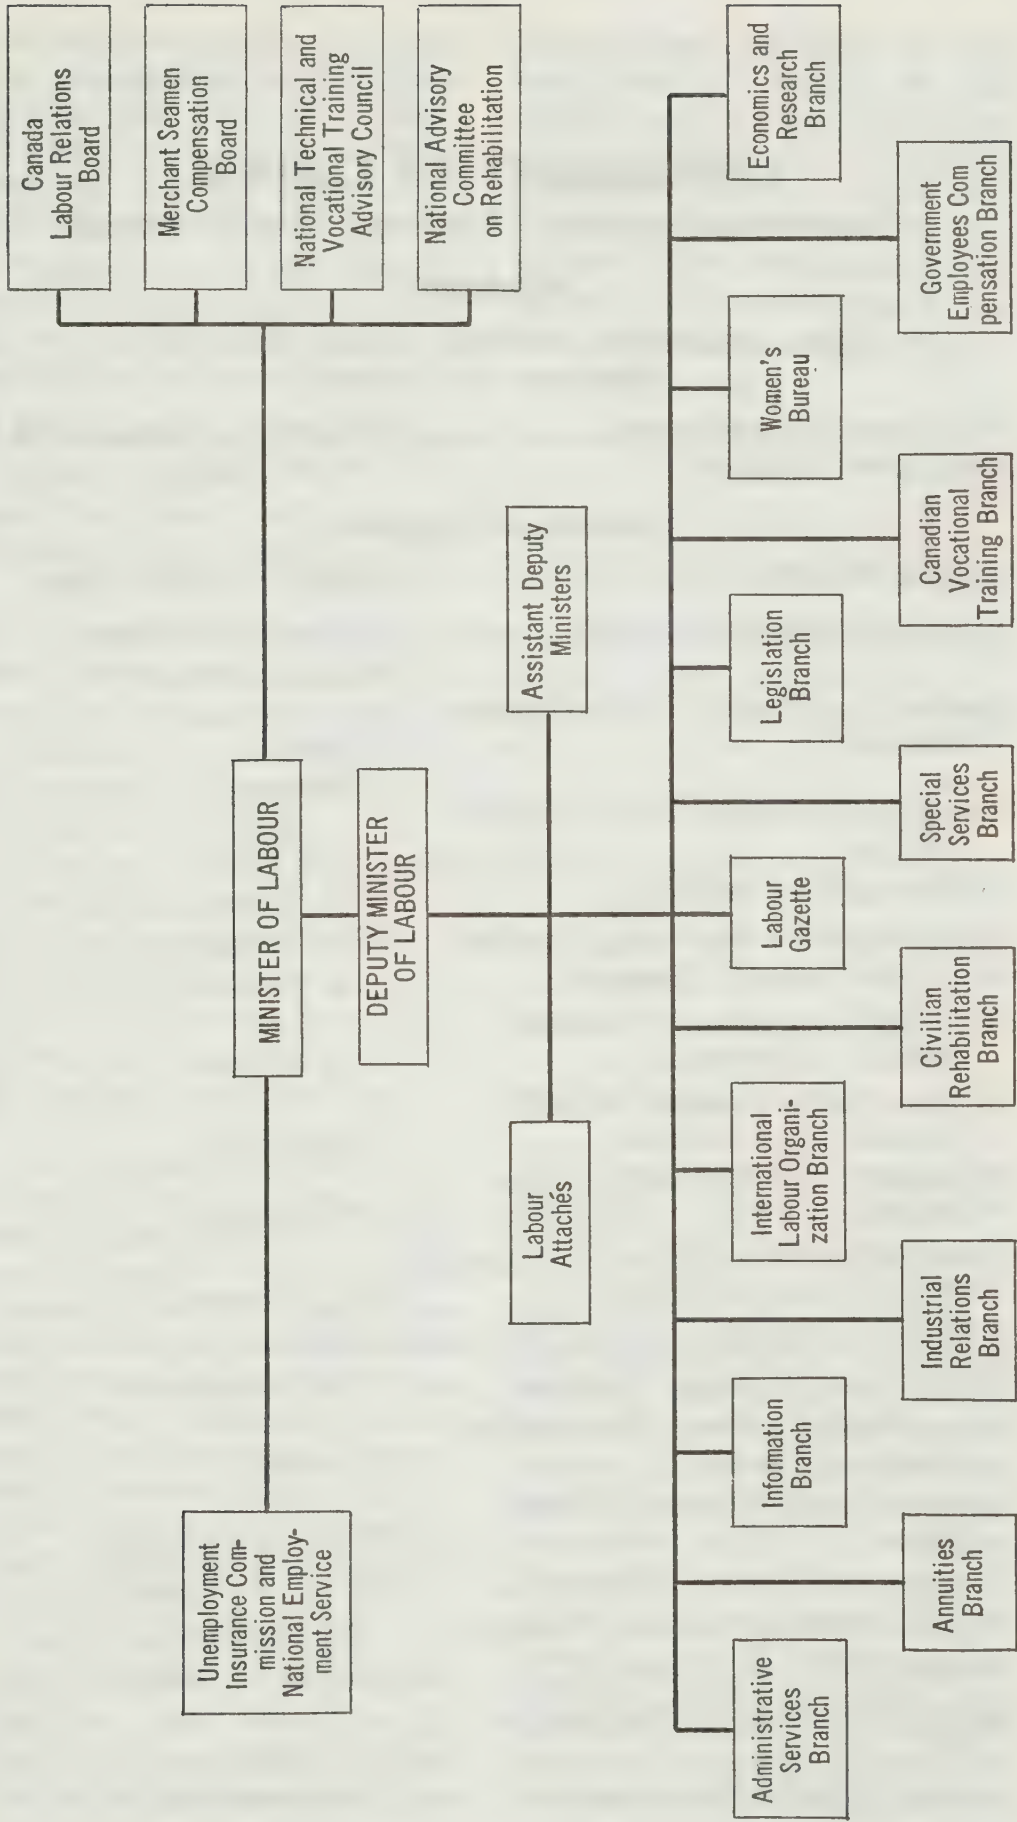 Canada
Labour Relations
Board
Merchant Seamen
Compensation
Board
National Technical and
Vocational Training
Advisory Council
National Advisory
Committee
on Rehabilitation
MINISTER OF LABOUR
Unemployment
Insurance Com-
mission and
National Employ-
ment Service
DEPUTY MINISTER
OF LABOUR
Labour
Attachés
Assistant Deputy
Ministers
Administrative
Services
Branch
Annuities
Branch
Information
Branch
Industrial
Relations
Branch
International
Labour Organi-
zation Branch
Civilian
Rehabilitation
Branch
Labour
Gazette
Special
Services
Branch
Legislation
Branch
Canadian
Vocational
Training Branch
Women's
Bureau
Government
Employees Com
pensation Branch
Economics and
Research
Branch